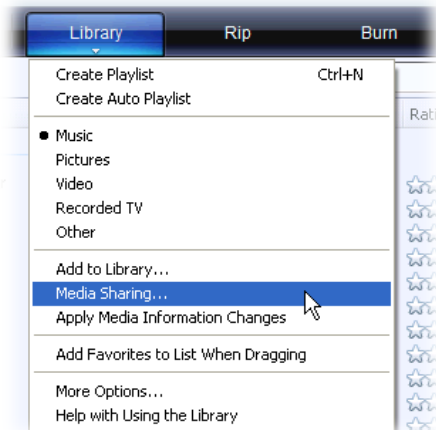 Library Rip Burn
Create Playlist Ctrl+N
Create Auto Playlist
Rati
Music
Pictures
Video
Recorded TV
Other
Add to Library...
Media Sharing...
Apply Media Information Changes
Add Favorites to List When Dragging
More Options...
Help with Using the Library